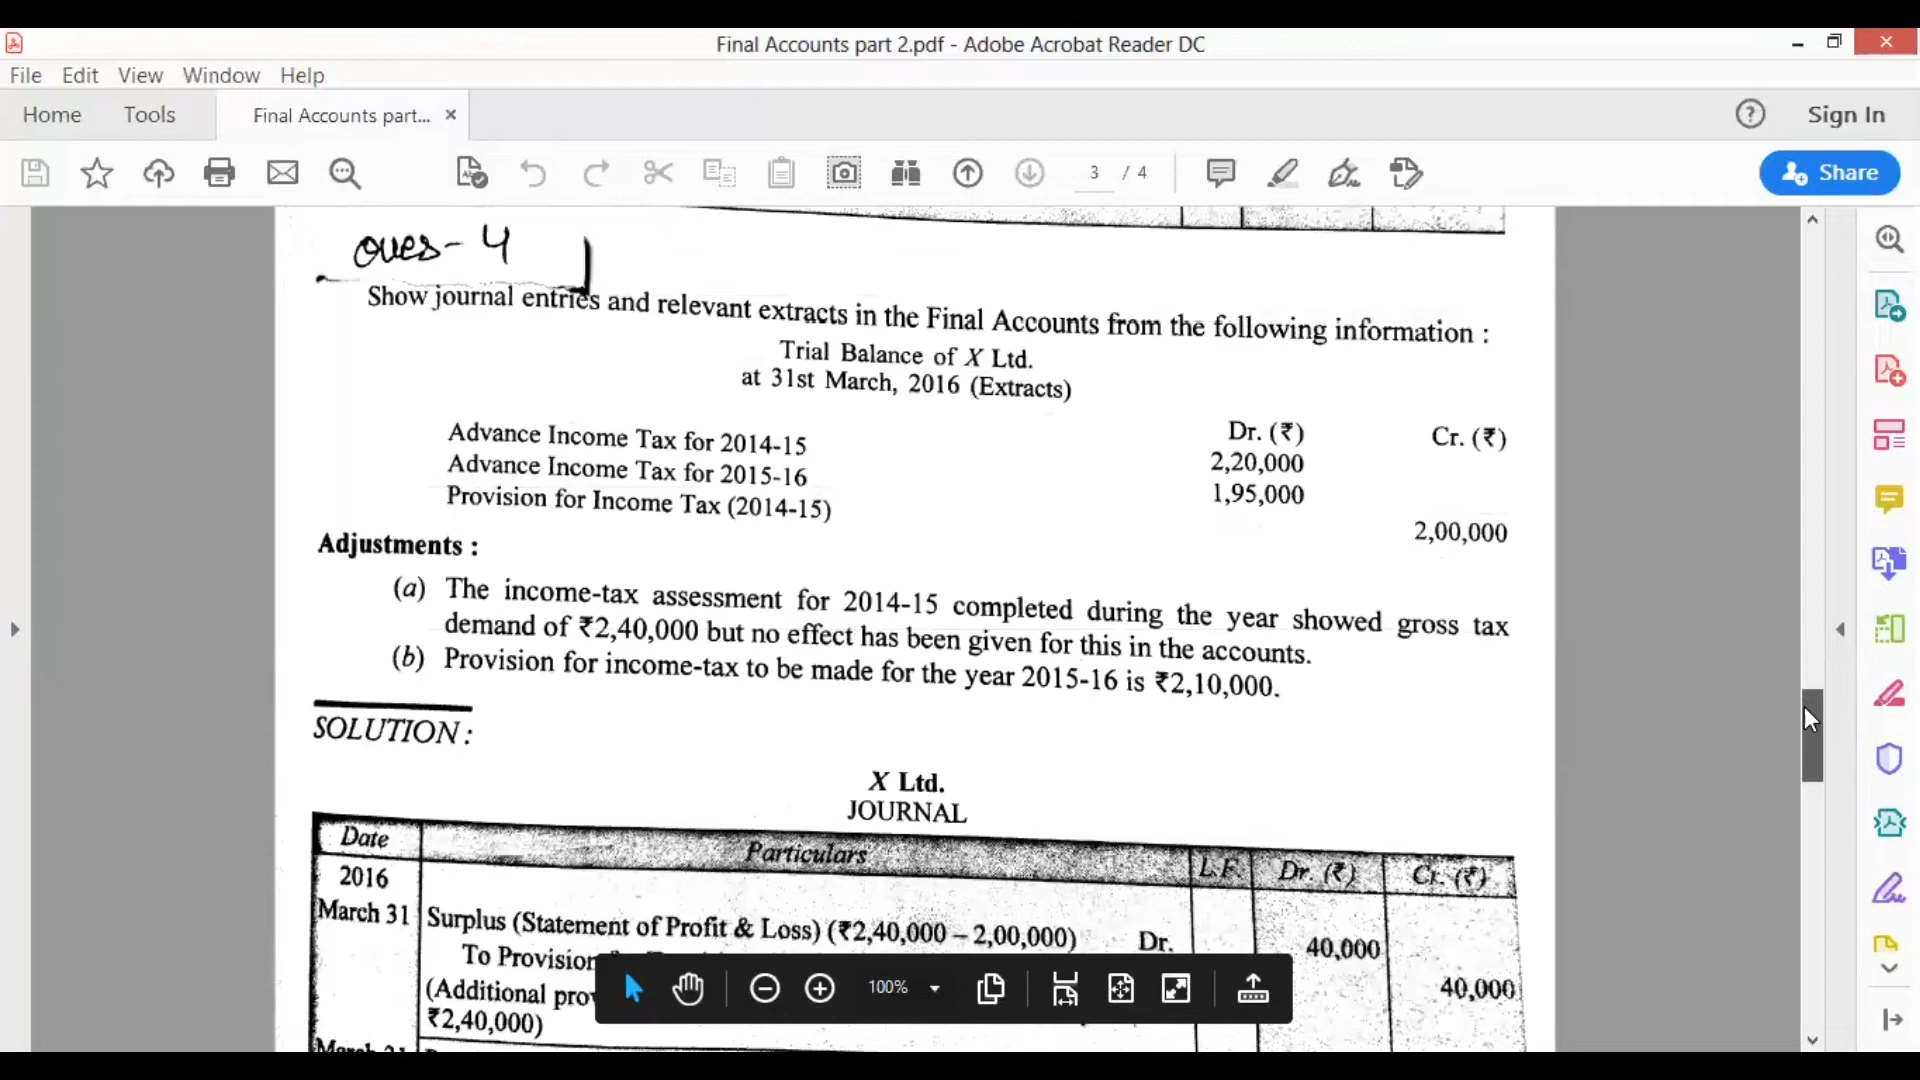 Final Accounts part 2.pdf - Adobe Acrobat Reader DC
File Edit View Window Help
Home Tools Final Accounts part... Sign In
3 / 4
Share
Ques- 4
Show journal entries and relevant extracts in the Final Accounts from the following information :
Trial Balance of X Ltd.
at 31st March, 2016 (Extracts)
Dr. (₹) Cr. (₹)
Advance Income Tax for 2014-15 2,20,000
Advance Income Tax for 2015-16 1,95,000
Provision for Income Tax (2014-15) 2,00,000
Adjustments :
(a) The income-tax assessment for 2014-15 completed during the year showed gross tax
demand of ₹2,40,000 but no effect has been given for this in the accounts.
(b) Provision for income-tax to be made for the year 2015-16 is ₹2,10,000.
SOLUTION :
X Ltd.
JOURNAL
Date Particulars L.F. Dr. (₹) Cr. (₹)
2016
March 31 Surplus (Statement of Profit & Loss) (₹2,40,000 – 2,00,000) Dr. 40,000
To Provision 40,000
(Additional
₹2,40,000)
100%